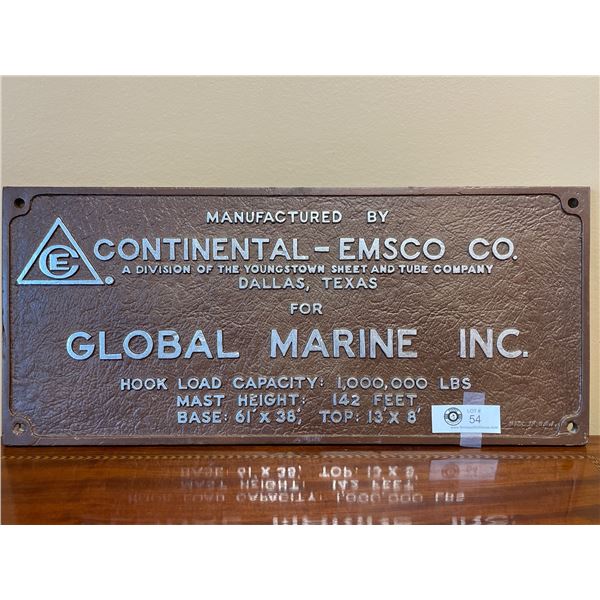 MANUFACTURED BY
CE
CONTINENTAL - EMSCO CO.
A DIVISION OF THE YOUNGSTOWN SHEET AND TUBE COMPANY
DALLAS, TEXAS
FOR
GLOBAL MARINE INC.
HOOK LOAD CAPACITY: 1,000,000 LBS
MAST HEIGHT: 142 FEET
BASE: 61' X 38', TOP: 13' X 8'
LOT #
54
MADE IN U.S.A.